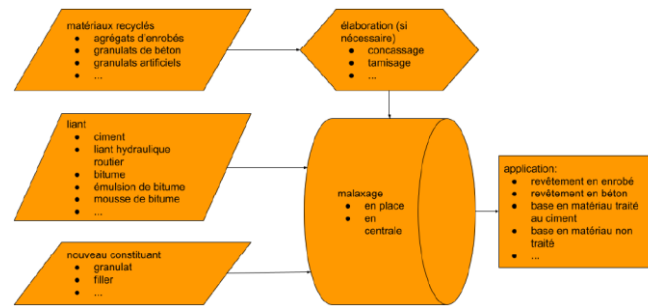 matériaux recyclés
● agrégats d'enrobés
● granulats de béton
● granulats artificiels
● ...
élaboration (si
nécessaire)
● concassage
● tamisage
● ...
liant
● ciment
● liant hydraulique
routier
● bitume
● émulsion de bitume
● mousse de bitume
● ...
malaxage
● en place
● en
centrale
application:
● revêtement en enrobé
● revêtement en béton
● base en matériau traité
au ciment
● base en matériau non
traité
● ...
nouveau constituant
● granulat
● filler
● ...